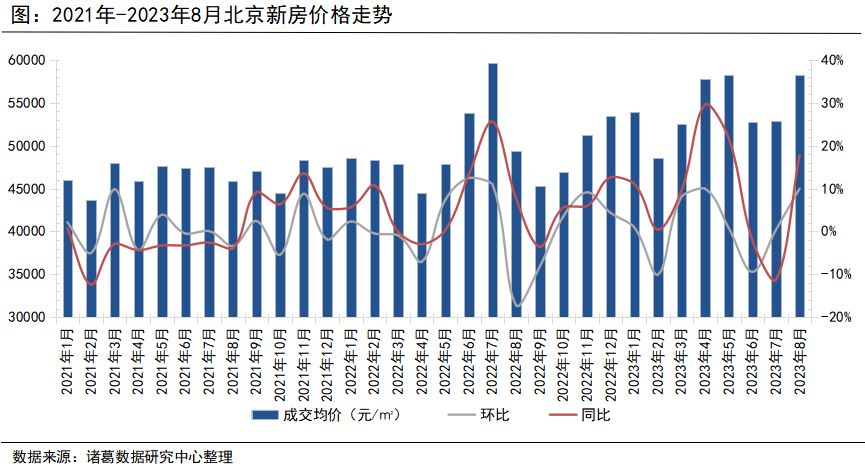 图：2021年-2023年8月北京新房价格走势
60000
55000
50000
45000
40000
35000
30000
40%
30%
20%
10%
0%
-10%
-20%
2021年1月
2021年2月
2021年3月
2021年4月
2021年5月
2021年6月
2021年7月
2021年8月
2021年9月
2021年10月
2021年11月
2021年12月
2022年1月
2022年2月
2022年3月
2022年4月
2022年5月
2022年6月
2022年7月
2022年8月
2022年9月
2022年10月
2022年11月
2022年12月
2023年1月
2023年2月
2023年3月
2023年4月
2023年5月
2023年6月
2023年7月
2023年8月
成交均价（元/㎡） 环比 同比
数据来源：诸葛数据研究中心整理